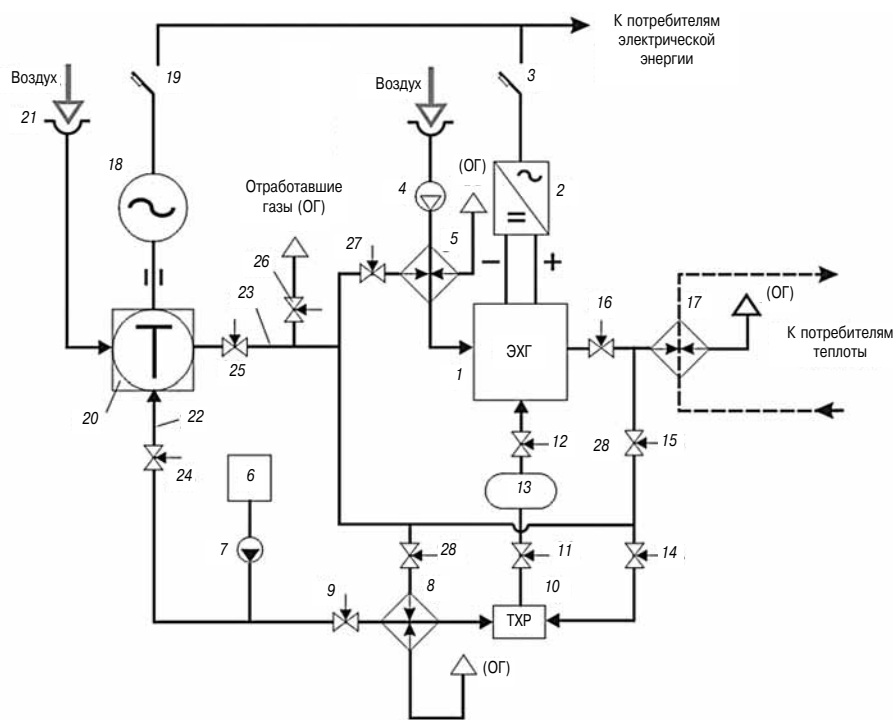 К потребителям
электрической
энергии
Воздух
19
3
Воздух
21
18
4
(ОГ)
2
Отработавшие
газы (ОГ)
27
5
26
– +
23
16
17
(ОГ)
Т
ЭХГ
К потребителям
теплоты
25
1
20
22
12
6
28
15
24
13
7
28
11
14
9
8
10
ТХР
(ОГ)